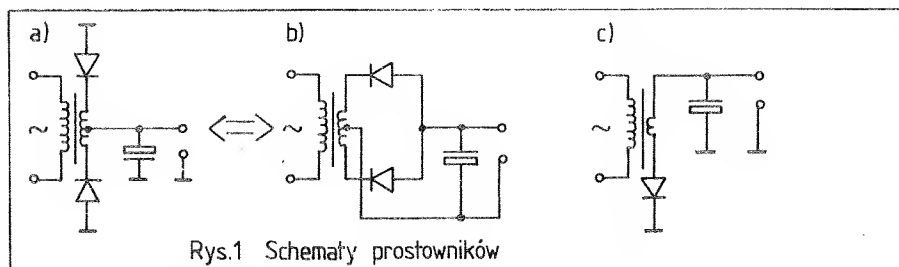 a)
b)
c)
~
~
~
Rys.1 Schematy prostowników